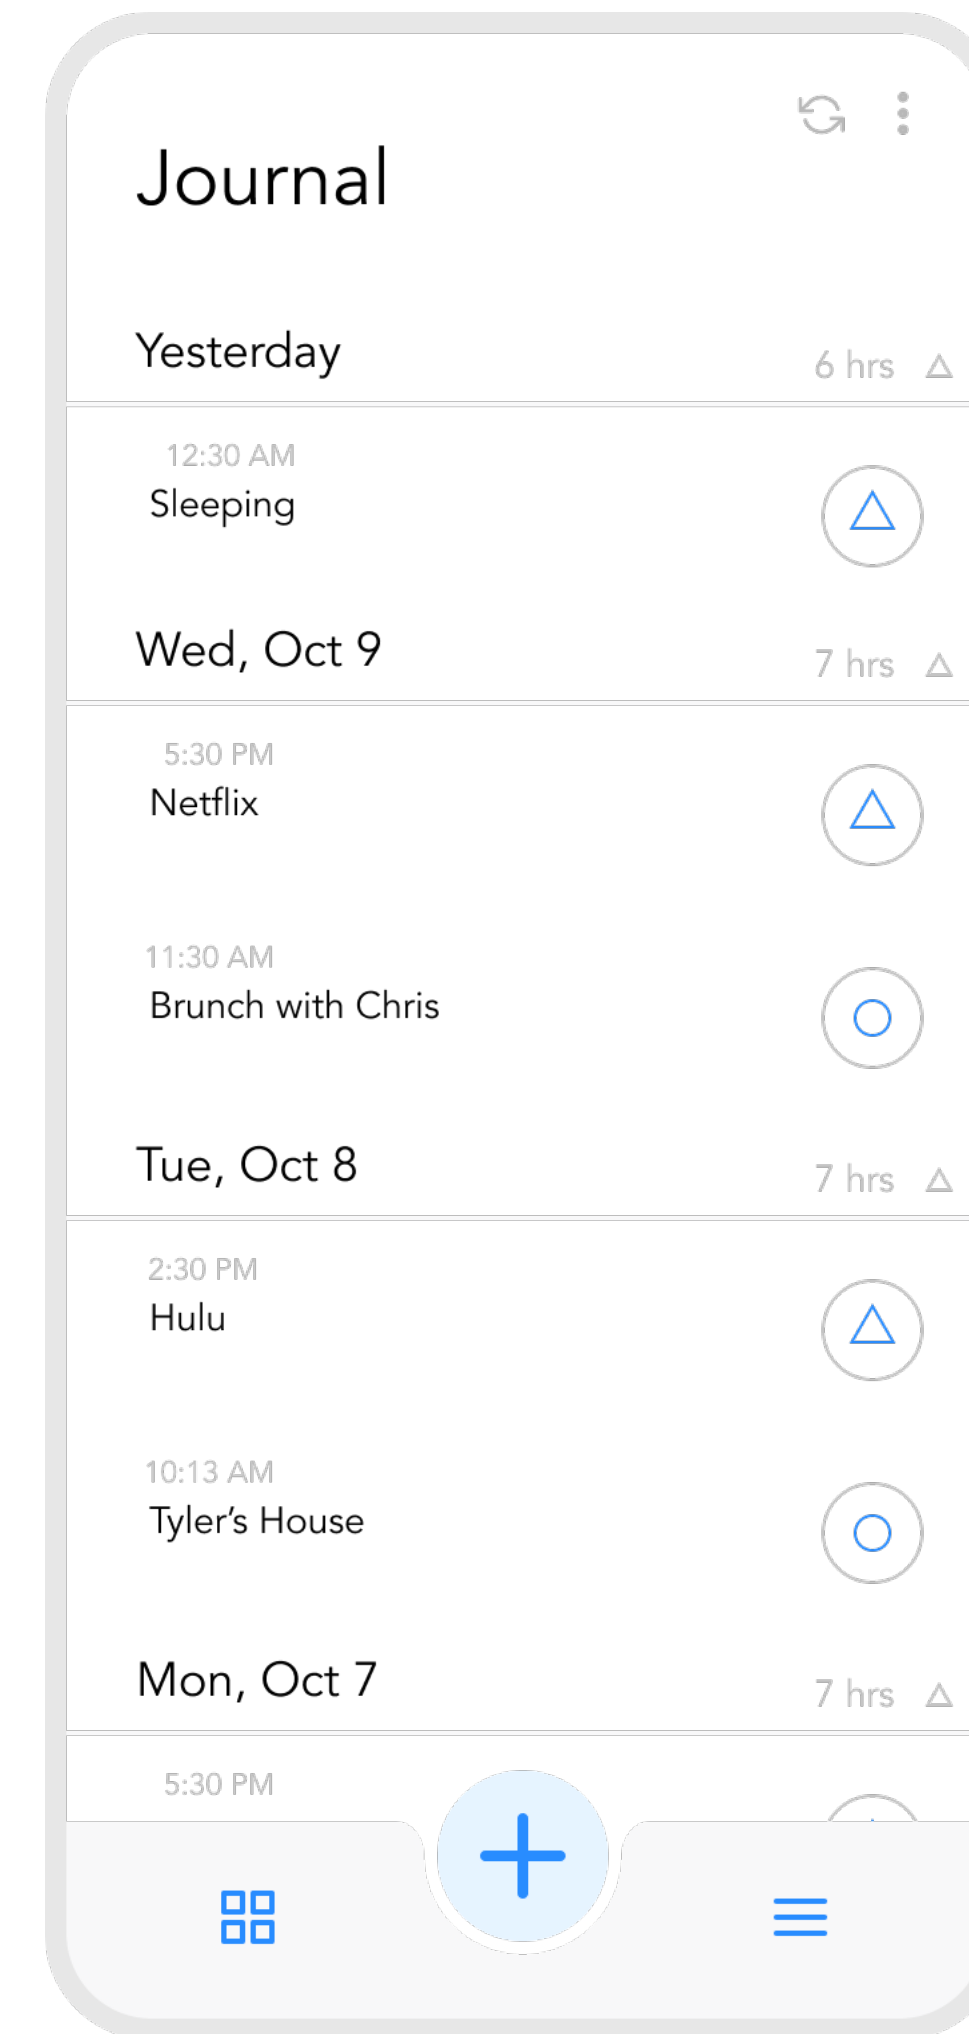 Journal
Yesterday
6 hrs
12:30 AM
Sleeping
Wed, Oct 9
7 hrs
5:30 PM
Netflix
11:30 AM
Brunch with Chris
Tue, Oct 8
7 hrs
2:30 PM
Hulu
10:13 AM
Tyler’s House
Mon, Oct 7
7 hrs
5:30 PM